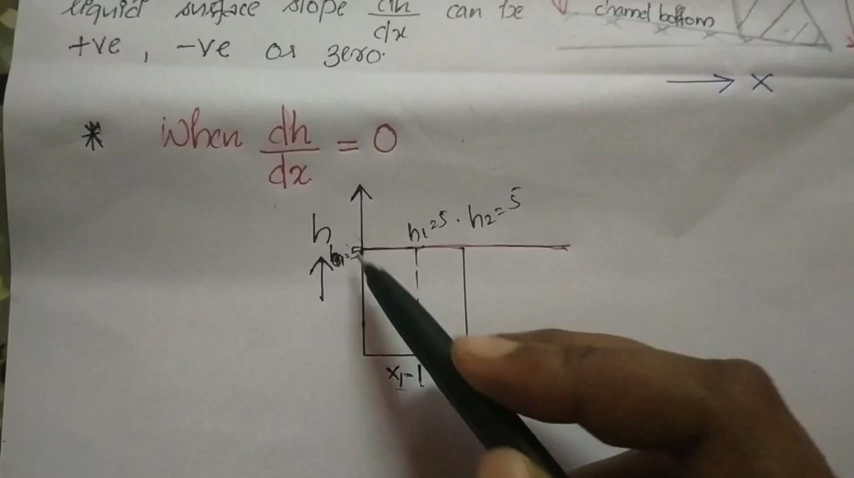 liquid surface slope dh/dx can be
+ve, -ve or zero.
channel bottom
→ x
* When dh/dx = 0
h
h1=5 . h2=5
=5
x1-1